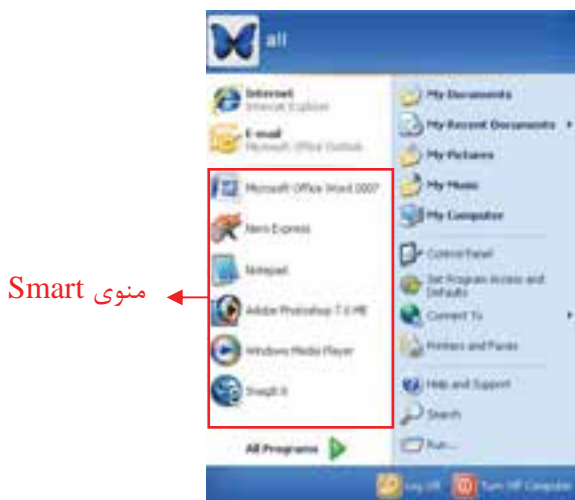 all
Internet
Internet Explorer
E-mail
Microsoft Office Outlook
Microsoft Office Word 2007
Nero Express
Notepad
Adobe Photoshop 7.0 ME
Windows Media Player
SnagIt 8
All Programs
My Documents
My Recent Documents
My Pictures
My Music
My Computer
Control Panel
Set Program Access and
Defaults
Connect To
Printers and Faxes
Help and Support
Search
Run...
Log Off
Turn Off Computer
منوی Smart